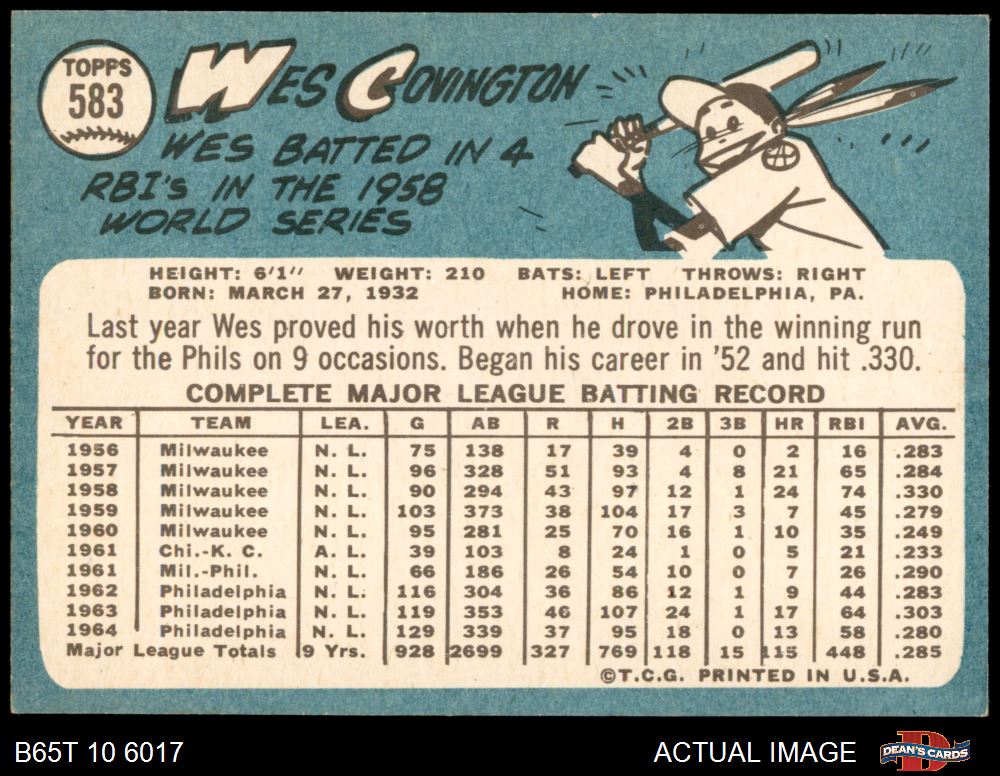 TOPPS
583
WES COVINGTON
WES BATTED IN 4
RBI's IN THE 1958
WORLD SERIES
HEIGHT: 6'1" WEIGHT: 210 BATS: LEFT THROWS: RIGHT
BORN: MARCH 27, 1932 HOME: PHILADELPHIA, PA.
Last year Wes proved his worth when he drove in the winning run
for the Phils on 9 occasions. Began his career in '52 and hit .330.
COMPLETE MAJOR LEAGUE BATTING RECORD
YEAR TEAM LEA. G AB R H 2B 3B HR RBI AVG.
1956 Milwaukee N. L. 75 138 17 39 4 0 2 16 .283
1957 Milwaukee N. L. 96 328 51 93 4 8 21 65 .284
1958 Milwaukee N. L. 90 294 43 97 12 1 24 74 .330
1959 Milwaukee N. L. 103 373 38 104 17 3 7 45 .279
1960 Milwaukee N. L. 95 281 25 70 16 1 10 35 .249
1961 Chi.-K. C. A. L. 39 103 8 24 1 0 5 21 .233
1961 Mil.-Phil. N. L. 66 186 26 54 10 0 7 26 .290
1962 Philadelphia N. L. 116 304 36 86 12 1 9 44 .283
1963 Philadelphia N. L. 119 353 46 107 24 1 17 64 .303
1964 Philadelphia N. L. 129 339 37 95 18 0 13 58 .280
Major League Totals 9 Yrs. 928 2699 327 769 118 15 115 448 .285
©T.C.G. PRINTED IN U.S.A.
B65T 10 6017 ACTUAL IMAGE DEAN'S CARDS